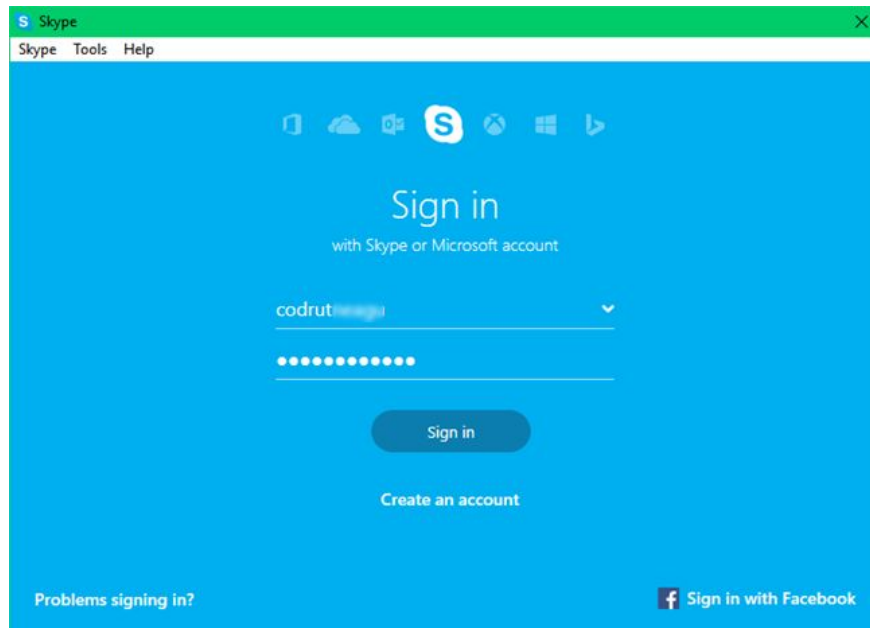 Skype
Skype Tools Help
Sign in
with Skype or Microsoft account
codrut
Sign in
Create an account
Problems signing in?
Sign in with Facebook